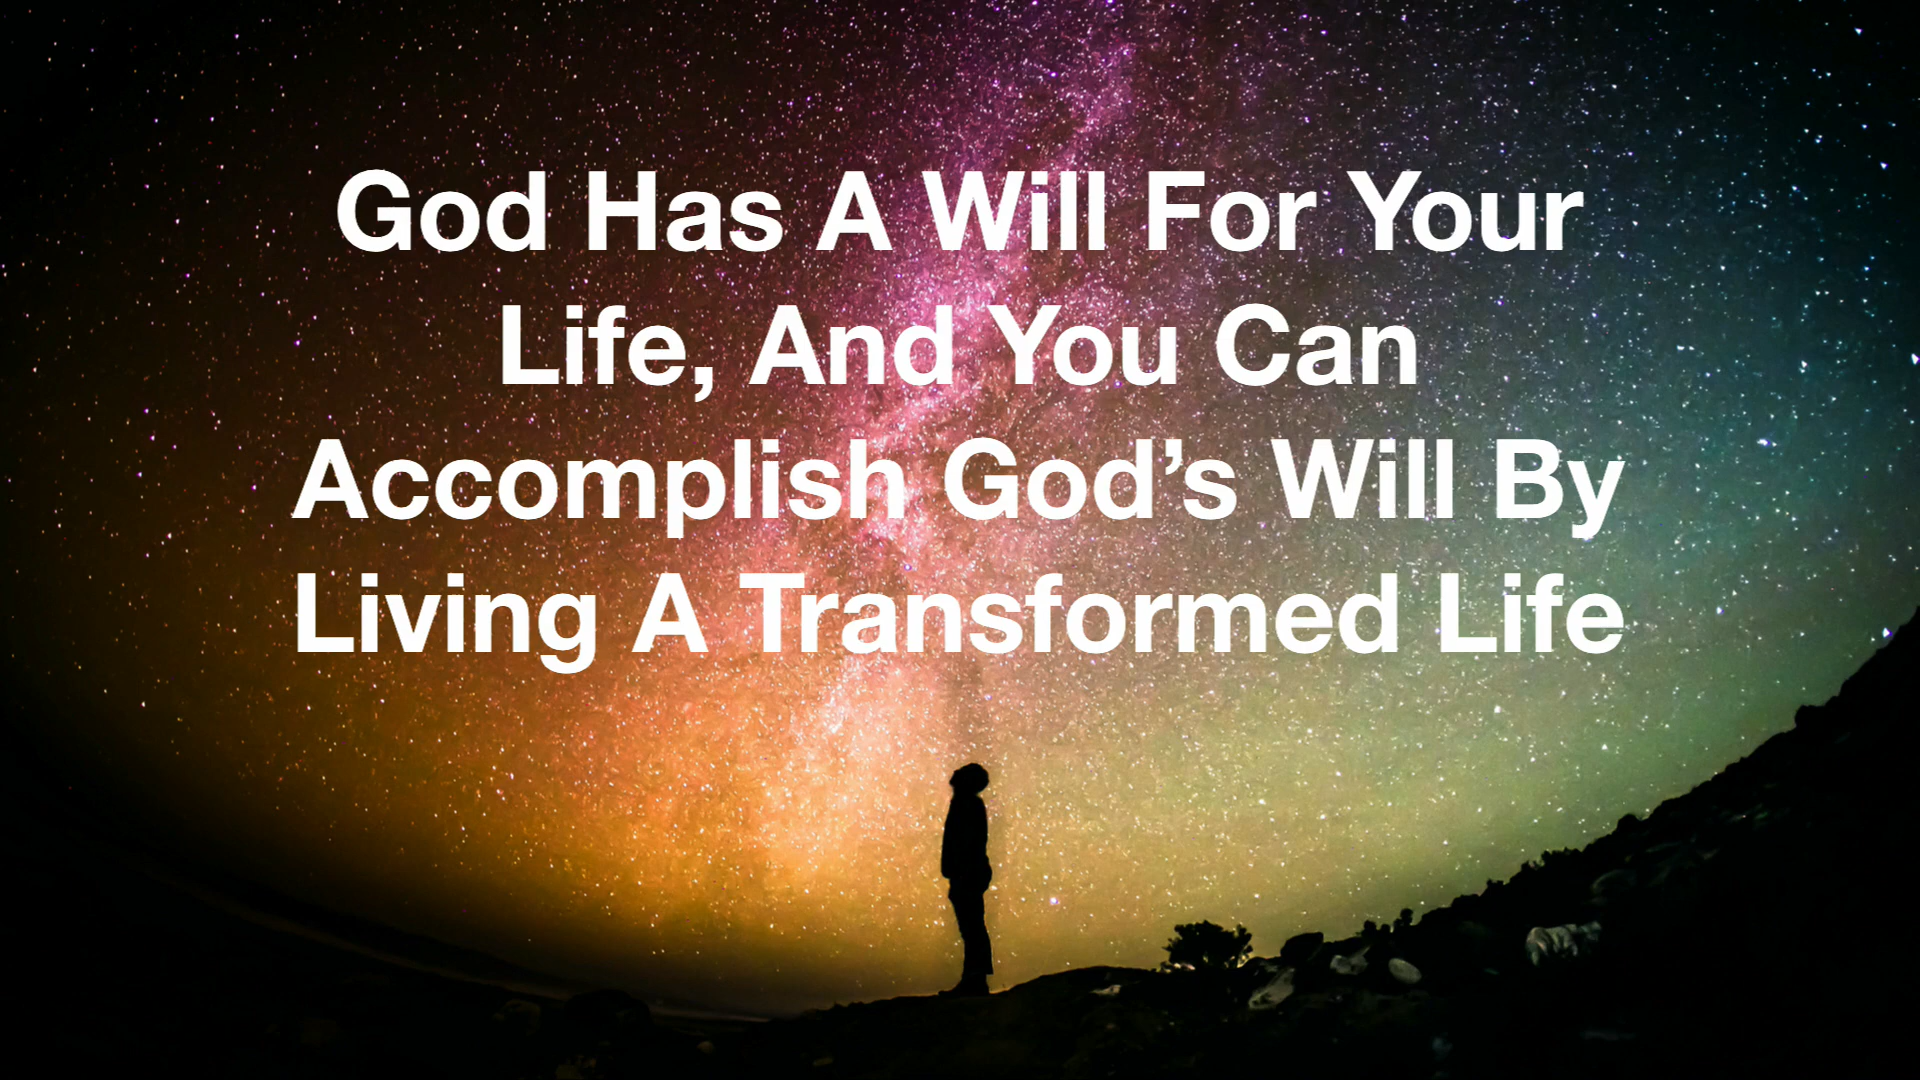 God Has A Will For Your
Life, And You Can
Accomplish God’s Will By
Living A Transformed Life